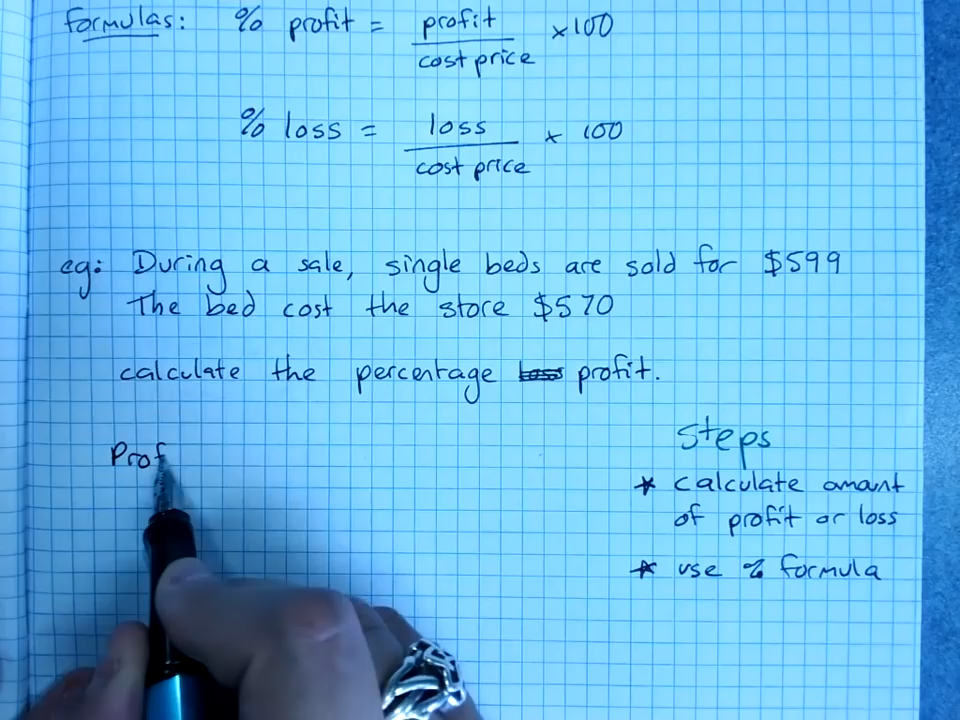 formulas: % profit = profit / cost price ×100
% loss = loss / cost price × 100
eg: During a sale, single beds are sold for $599
The bed cost the store $570
calculate the percentage loss profit.
Prof
Steps
* calculate amant
of profit or loss
* use % formula